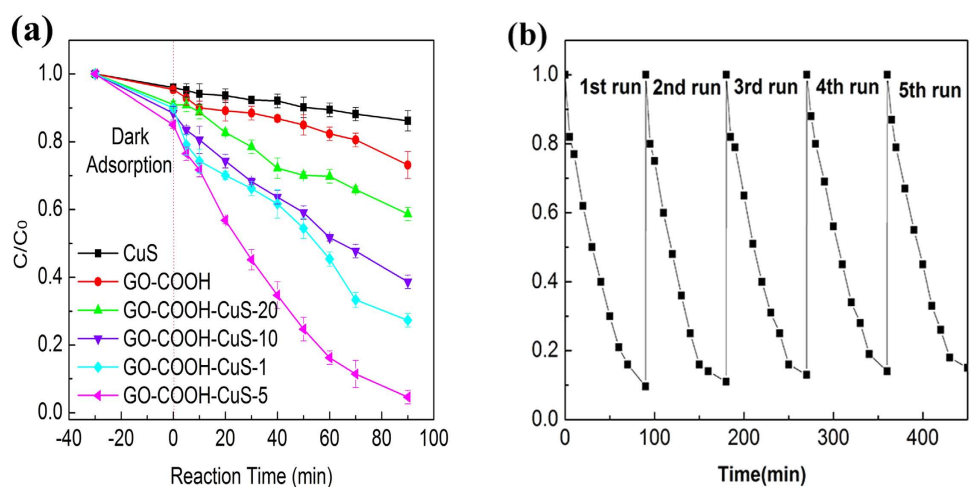 (a)
1.0
0.8
0.6
0.4
0.2
0.0
C/C₀
Dark
Adsorption
CuS
GO-COOH
GO-COOH-CuS-20
GO-COOH-CuS-10
GO-COOH-CuS-1
GO-COOH-CuS-5
-40 -20 0 20 40 60 80 100
Reaction Time (min)
(b)
1st run 2nd run 3rd run 4th run 5th run
1.0
0.8
0.6
0.4
0.2
0.0
0 100 200 300 400
Time(min)